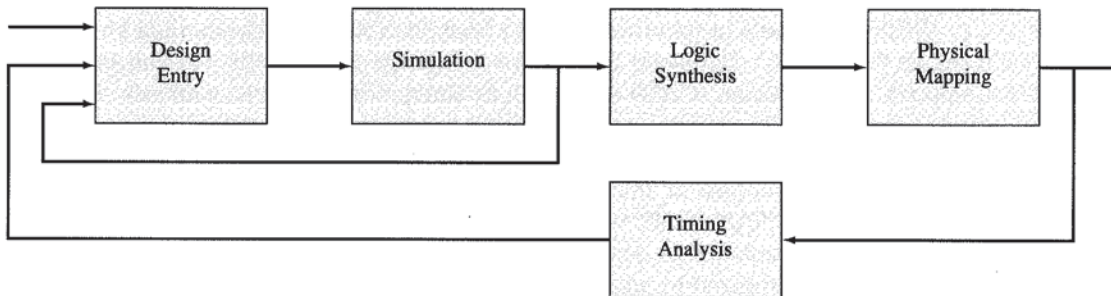 Design
Entry
Simulation
Logic
Synthesis
Physical
Mapping
Timing
Analysis